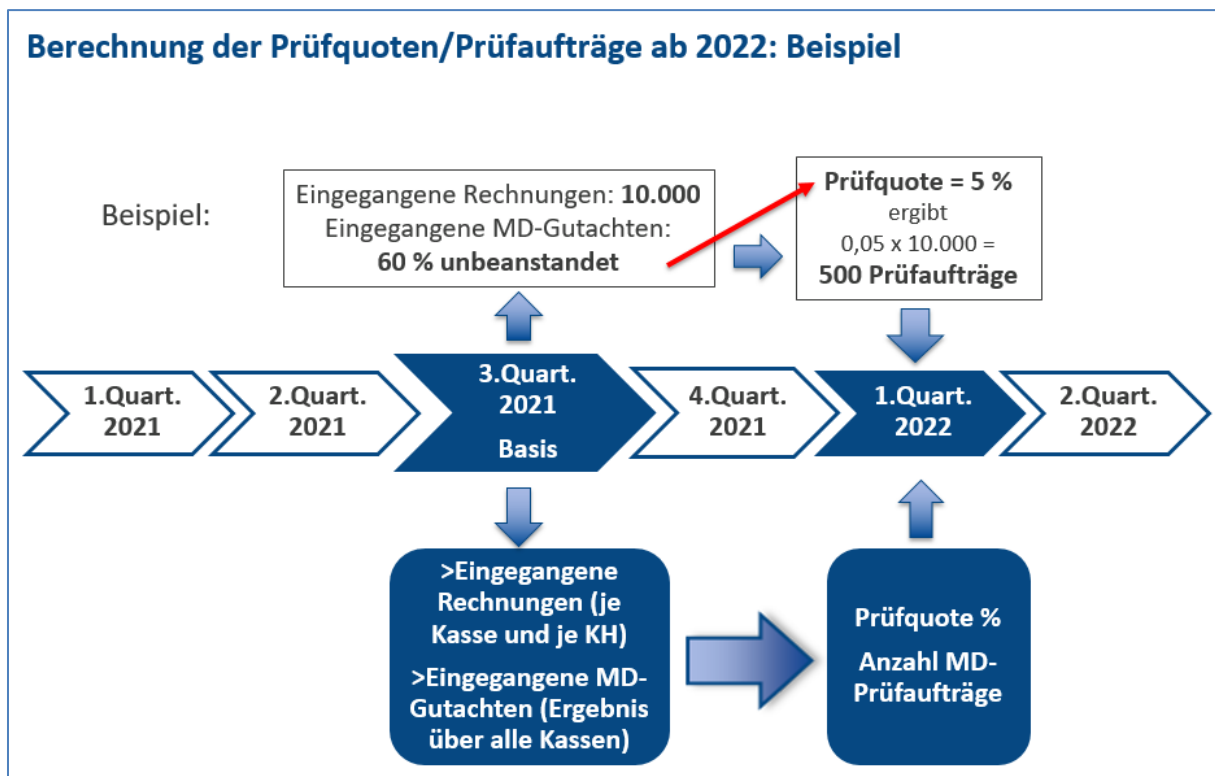 Berechnung der Prüfquoten/Prüfaufträge ab 2022: Beispiel
Beispiel:
Eingegangene Rechnungen: 10.000
Eingegangene MD-Gutachten:
60 % unbeanstandet
Prüfquote = 5 %
ergibt
0,05 x 10.000 =
500 Prüfaufträge
1.Quart.
2021
2.Quart.
2021
3.Quart.
2021
Basis
4.Quart.
2021
1.Quart.
2022
2.Quart.
2022
>Eingegangene
Rechnungen (je
Kasse und je KH)
>Eingegangene MD-
Gutachten (Ergebnis
über alle Kassen)
Prüfquote %
Anzahl MD-
Prüfaufträge